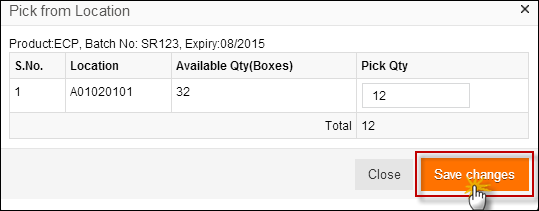 Pick from Location
Product:ECP, Batch No: SR123, Expiry:08/2015
S.No. Location Available Qty(Boxes) Pick Qty
1 A01020101 32 12
Total 12
Close Save changes